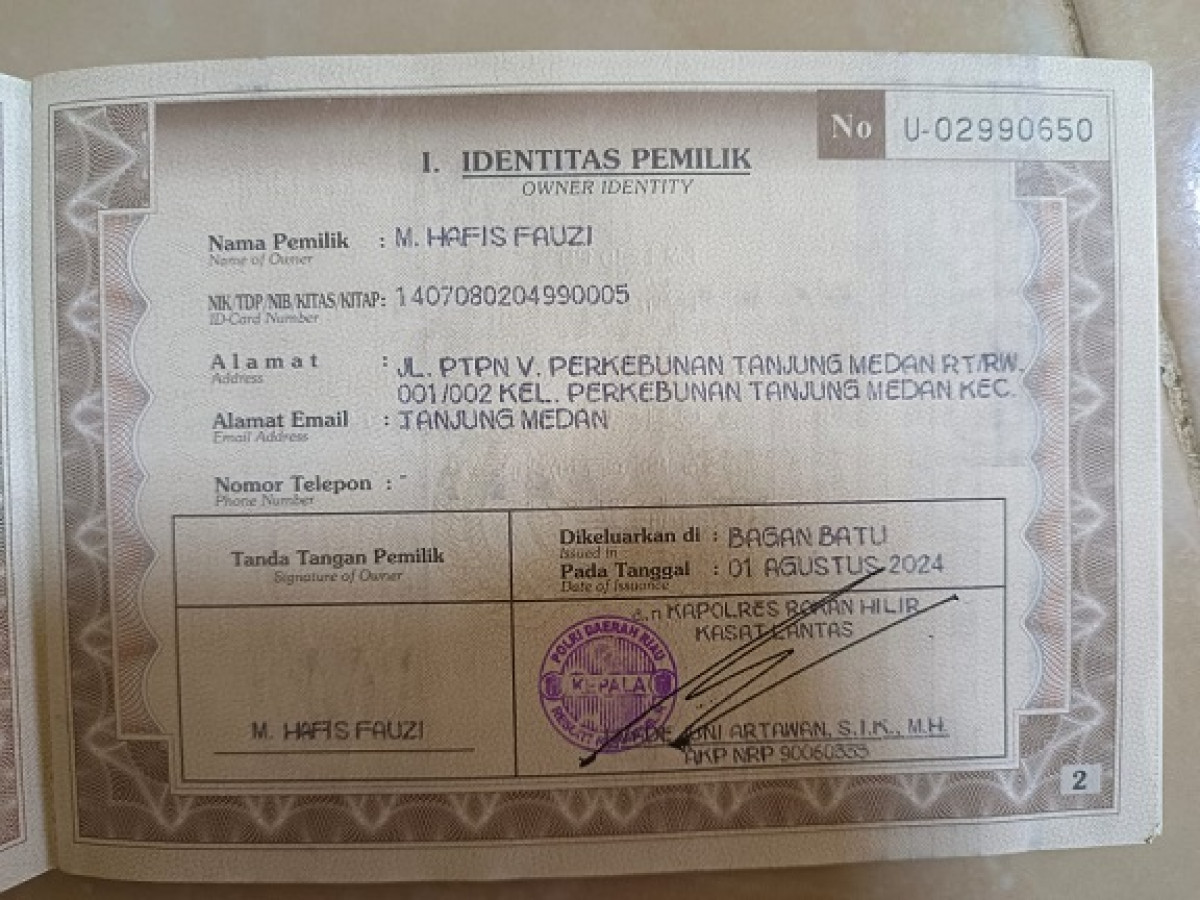 No U-02990650
I. IDENTITAS PEMILIK
OWNER IDENTITY
Nama Pemilik : M. HAFIS FAUZI
Name of Owner
NIK/TDP/NIB/KITAS/KITAP: 1407080204990005
ID-Card Number
Alamat : JL. PTPN V. PERKEBUNAN TANJUNG MEDAN RT/RW.
Address
001/002 KEL. PERKEBUNAN TANJUNG MEDAN KEC.
Alamat Email : TANJUNG MEDAN
Email Address
Nomor Telepon : -
Phone Number
Tanda Tangan Pemilik
Signature of Owner
M. HAFIS FAUZI
Dikeluarkan di : BAGAN BATU
Issued in
Pada Tanggal : 01 AGUSTUS 2024
Date of Issuance
a.n KAPOLRES ROKAN HILIR
KASAT LANTAS
POLRI DAERAH RIAU
KEPALA
ARTAWAN, S.I.K., M.H.
AKP NRP
2